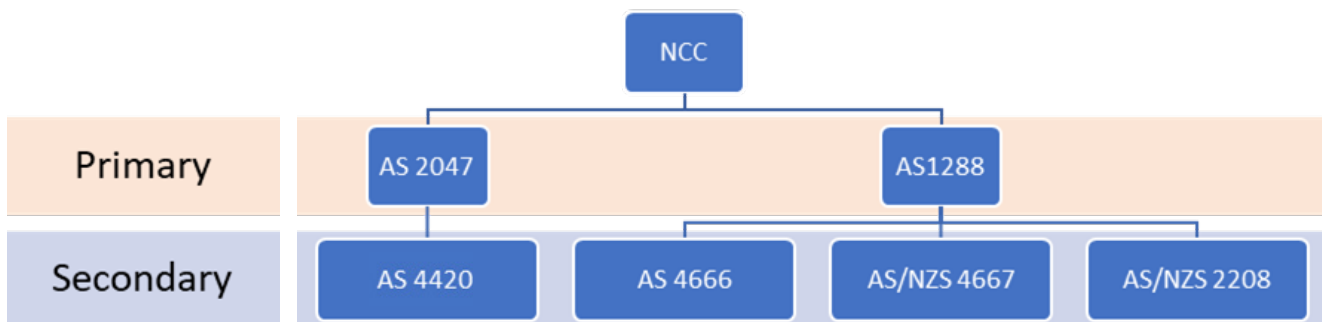 NCC
Primary
AS 2047
AS1288
Secondary
AS 4420
AS 4666
AS/NZS 4667
AS/NZS 2208